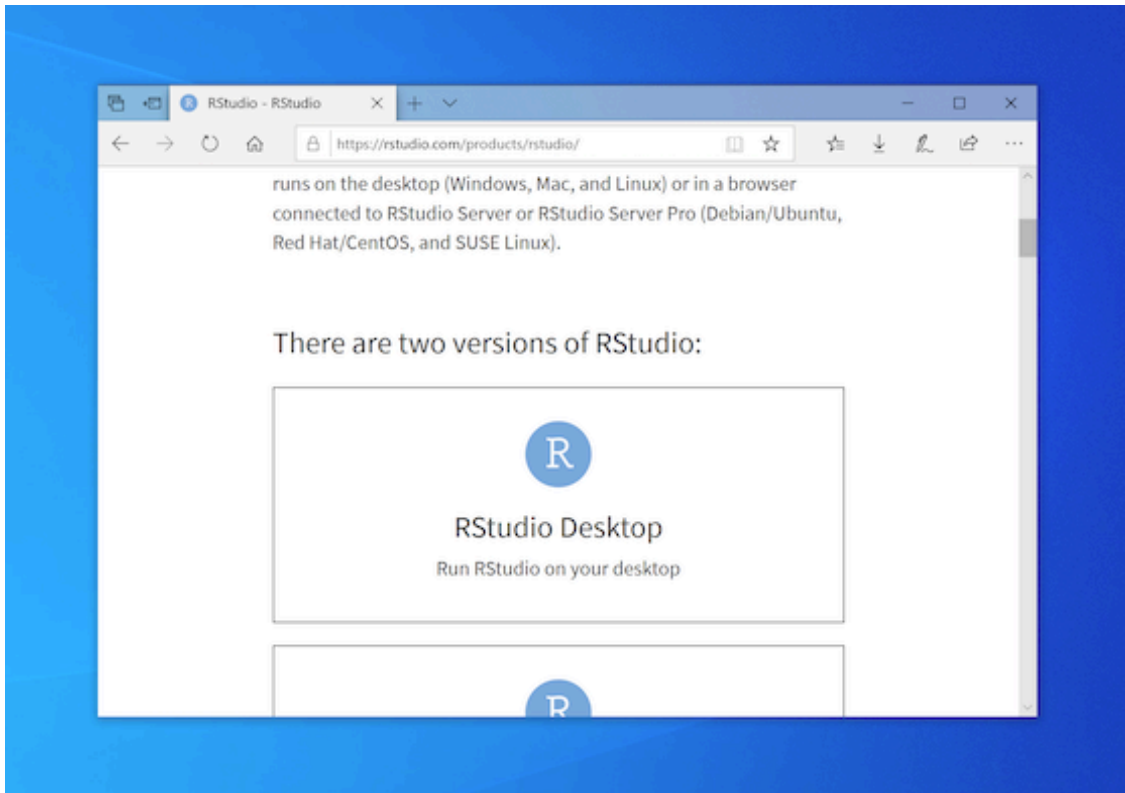 RStudio - RStudio
https://rstudio.com/products/rstudio/
runs on the desktop (Windows, Mac, and Linux) or in a browser
connected to RStudio Server or RStudio Server Pro (Debian/Ubuntu,
Red Hat/CentOS, and SUSE Linux).
There are two versions of RStudio:
R
RStudio Desktop
Run RStudio on your desktop
R